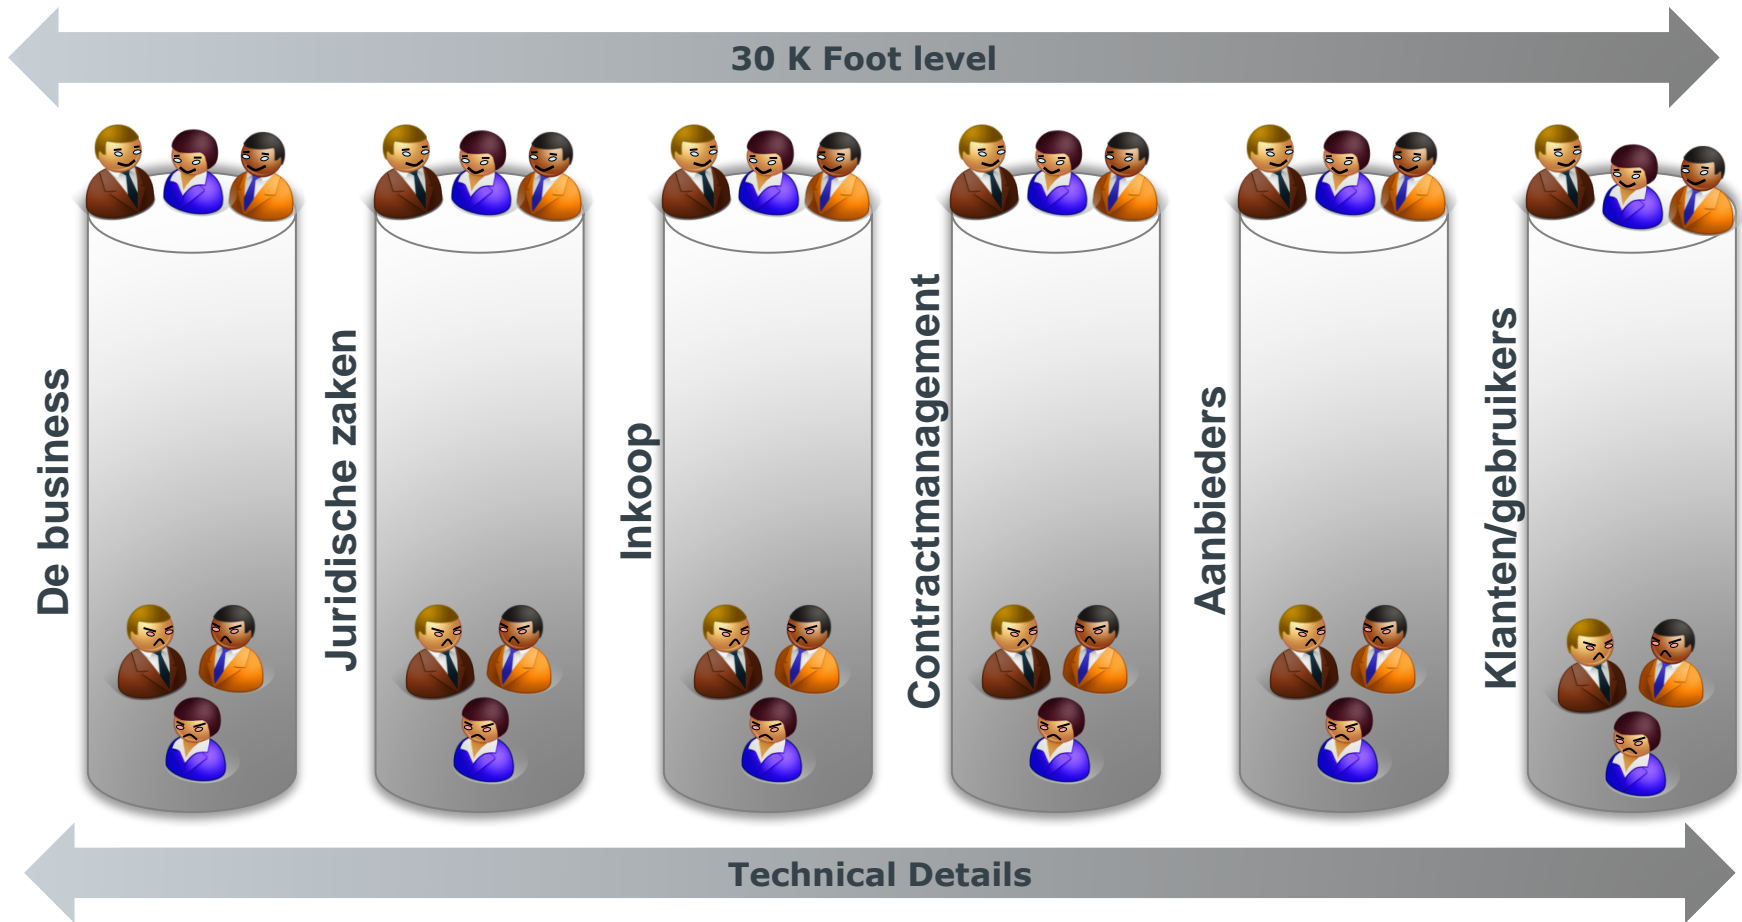 30 K Foot level
De business
Juridische zaken
Inkoop
Contractmanagement
Aanbieders
Klanten/gebruikers
Technical Details